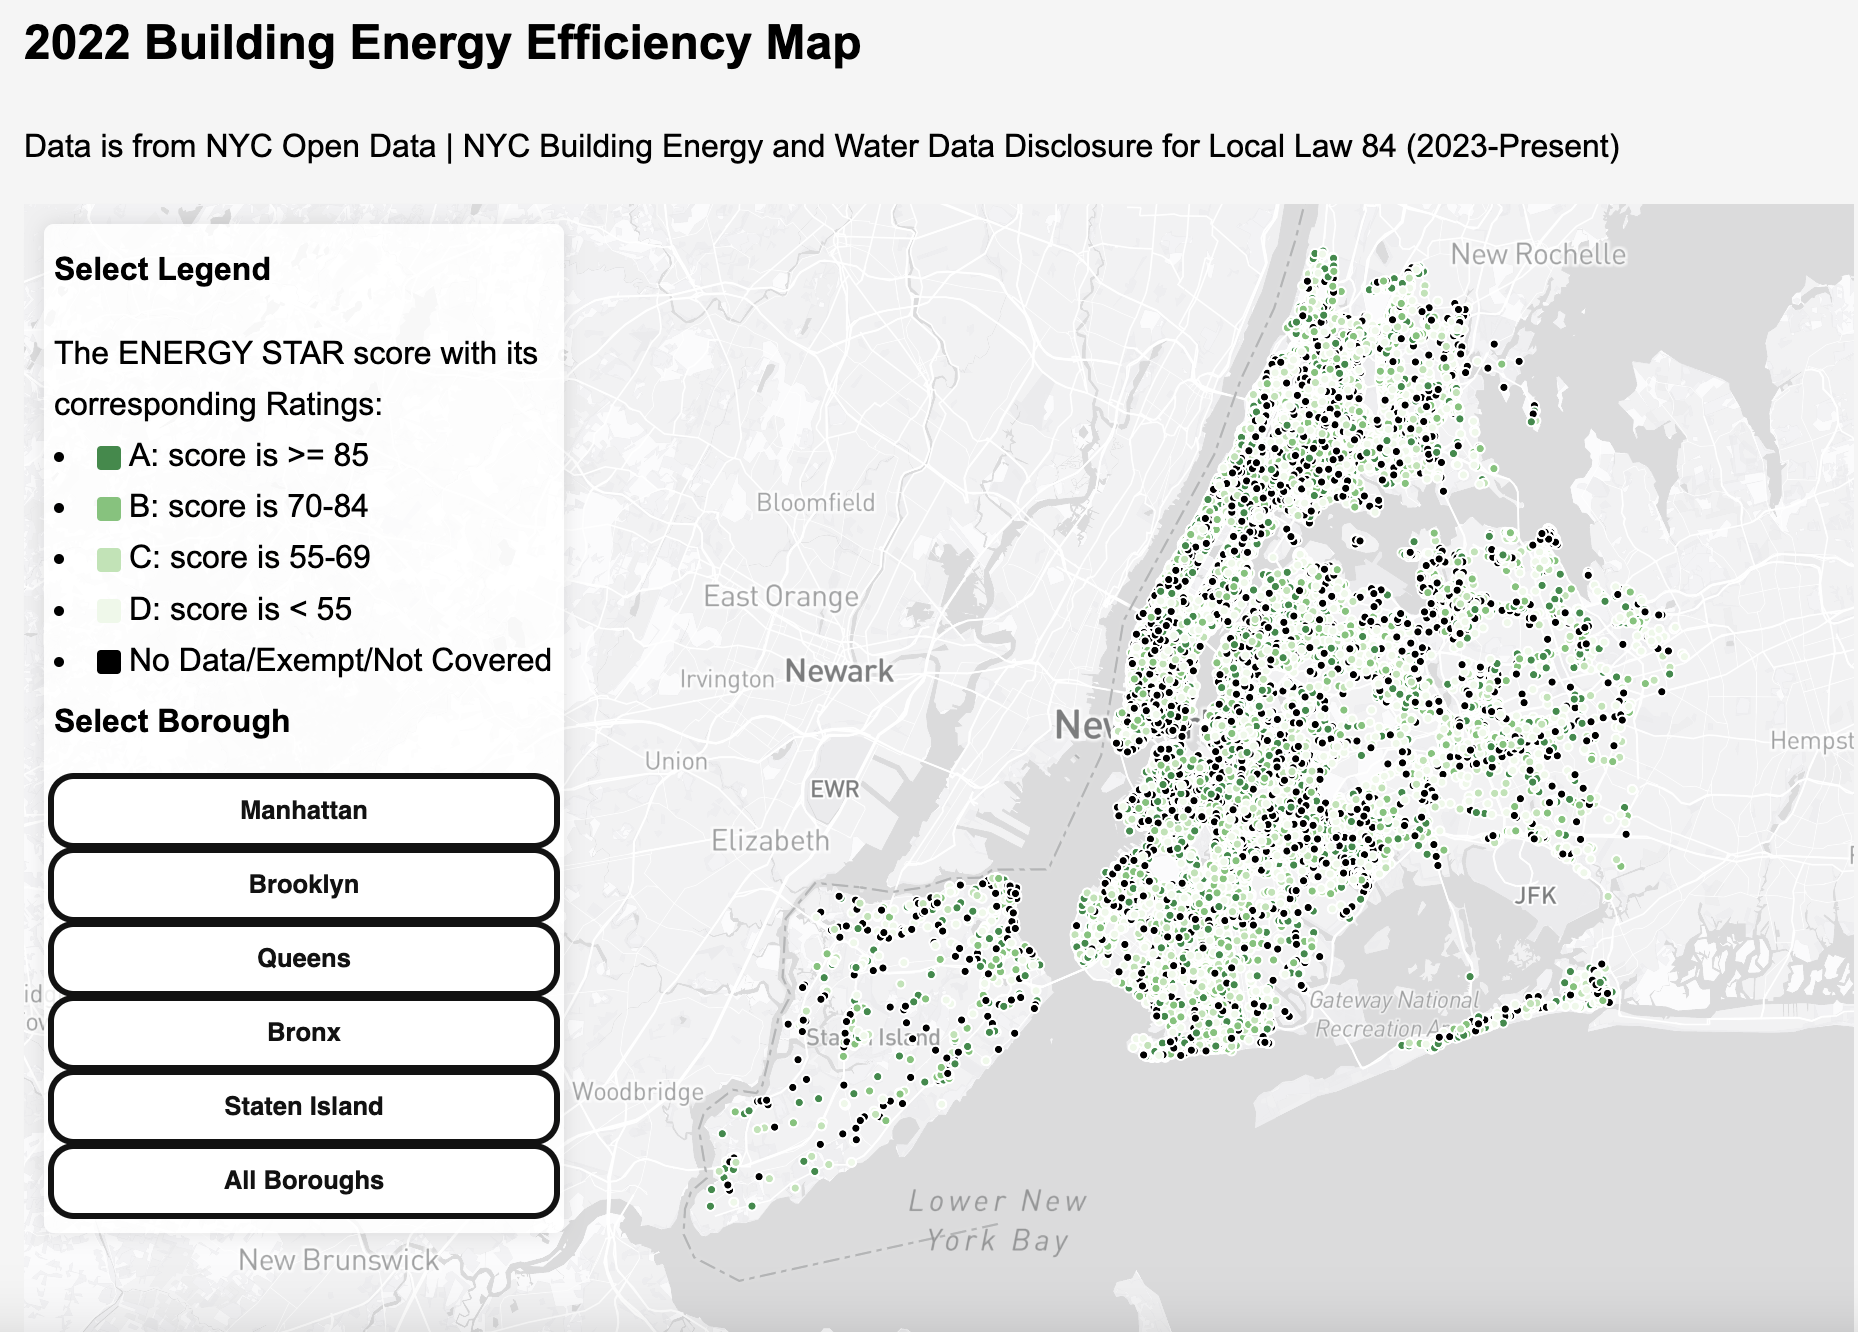 2022 Building Energy Efficiency Map
Data is from NYC Open Data | NYC Building Energy and Water Data Disclosure for Local Law 84 (2023-Present)
Select Legend
The ENERGY STAR score with its
corresponding Ratings:
A: score is >= 85
B: score is 70-84
C: score is 55-69
D: score is < 55
No Data/Exempt/Not Covered
Select Borough
Manhattan
Brooklyn
Queens
Bronx
Staten Island
All Boroughs
New Rochelle
Bloomfield
East Orange
Irvington
Newark
Union
EWR
Elizabeth
Hempst
JFK
Gateway National
Recreation
Island
Woodbridge
Lower New
York Bay
New Brunswick